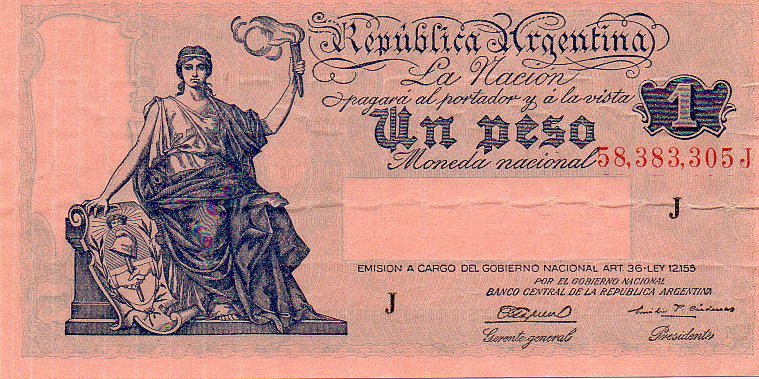 República Argentina
La Nación
pagará al portador y á la vista
1
Un peso
Moneda nacional
58,383,305 J
J
EMISION A CARGO DEL GOBIERNO NACIONAL ART. 36-LEY 12.155
POR EL GOBIERNO NACIONAL
BANCO CENTRAL DE LA REPUBLICA ARGENTINA
J
Gerente general
Presidente